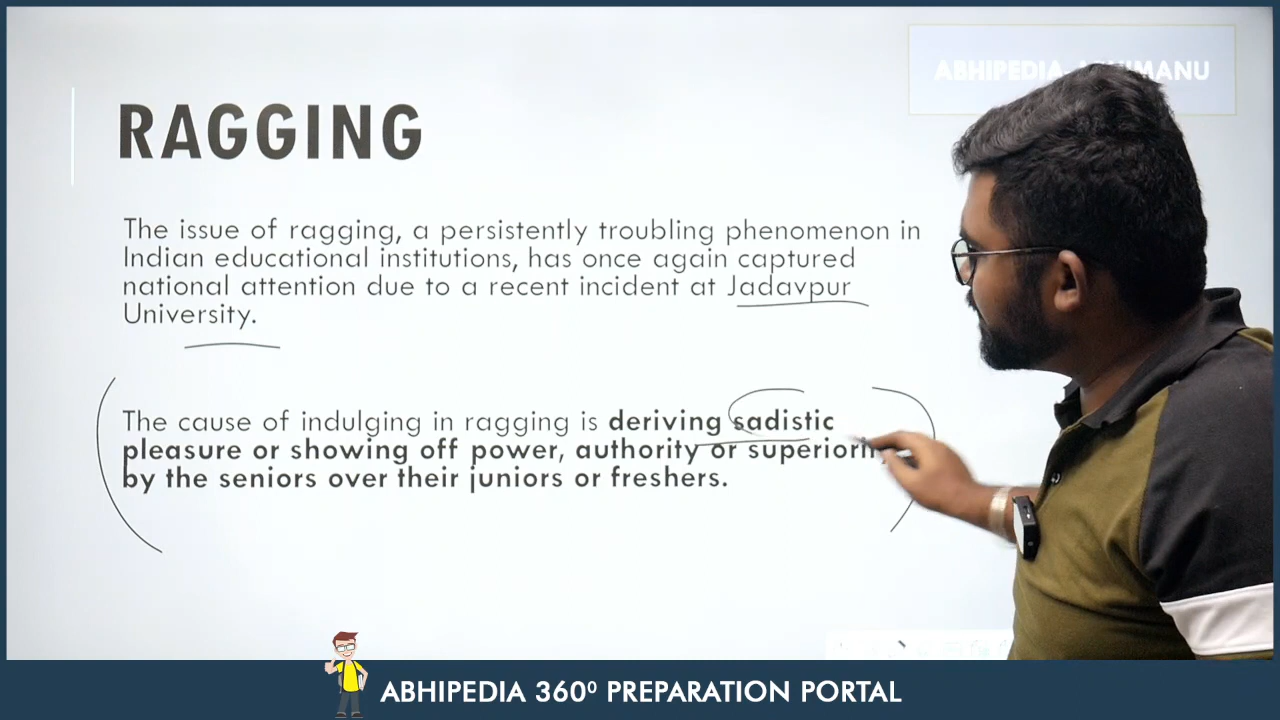 ABHIPEDIA
RAGGING
The issue of ragging, a persistently troubling phenomenon in
Indian educational institutions, has once again captured
national attention due to a recent incident at Jadavpur
University.
The cause of indulging in ragging is deriving sadistic
pleasure or showing off power, authority or
by the seniors over their juniors or freshers.
ABHIPEDIA 360⁰ PREPARATION PORTAL